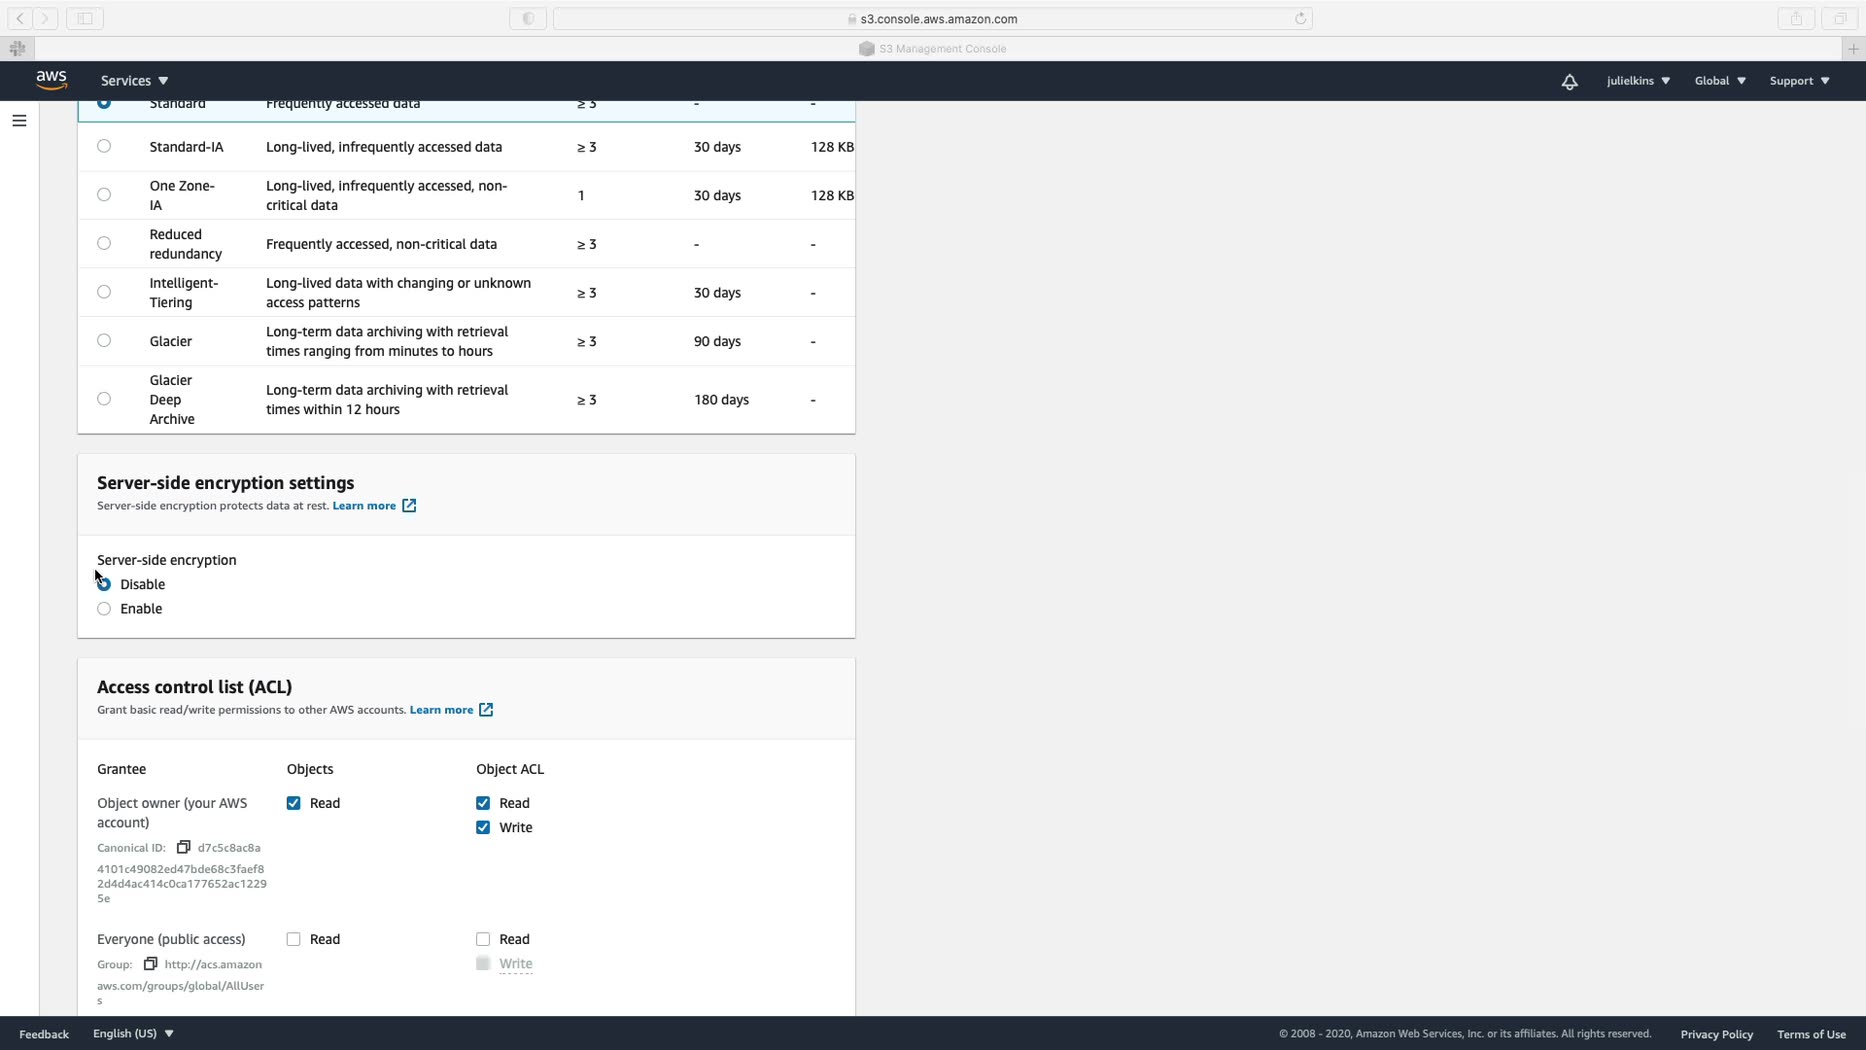 s3.console.aws.amazon.com
S3 Management Console
aws
Services
julielkins
Global
Support
Standard Frequently accessed data ≥ 3 - -
Standard-IA Long-lived, infrequently accessed data ≥ 3 30 days 128 KB
One Zone-
IA
Long-lived, infrequently accessed, non-
critical data
1 30 days 128 KB
Reduced
redundancy
Frequently accessed, non-critical data ≥ 3 - -
Intelligent-
Tiering
Long-lived data with changing or unknown
access patterns
≥ 3 30 days -
Glacier
Long-term data archiving with retrieval
times ranging from minutes to hours
≥ 3 90 days -
Glacier
Deep
Archive
Long-term data archiving with retrieval
times within 12 hours
≥ 3 180 days -
Server-side encryption settings
Server-side encryption protects data at rest. Learn more
Server-side encryption
Disable
Enable
Access control list (ACL)
Grant basic read/write permissions to other AWS accounts. Learn more
Grantee Objects Object ACL
Object owner (your AWS
account)
Canonical ID: d7c5c8ac8a
4101c49082ed47bde68c3faef8
2d4d4ac414c0ca177652ac1229
5e
Read
Read
Write
Everyone (public access)
Group: http://acs.amazon
aws.com/groups/global/AllUser
s
Read
Read
Write
Feedback English (US) © 2008 - 2020, Amazon Web Services, Inc. or its affiliates. All rights reserved. Privacy Policy Terms of Use